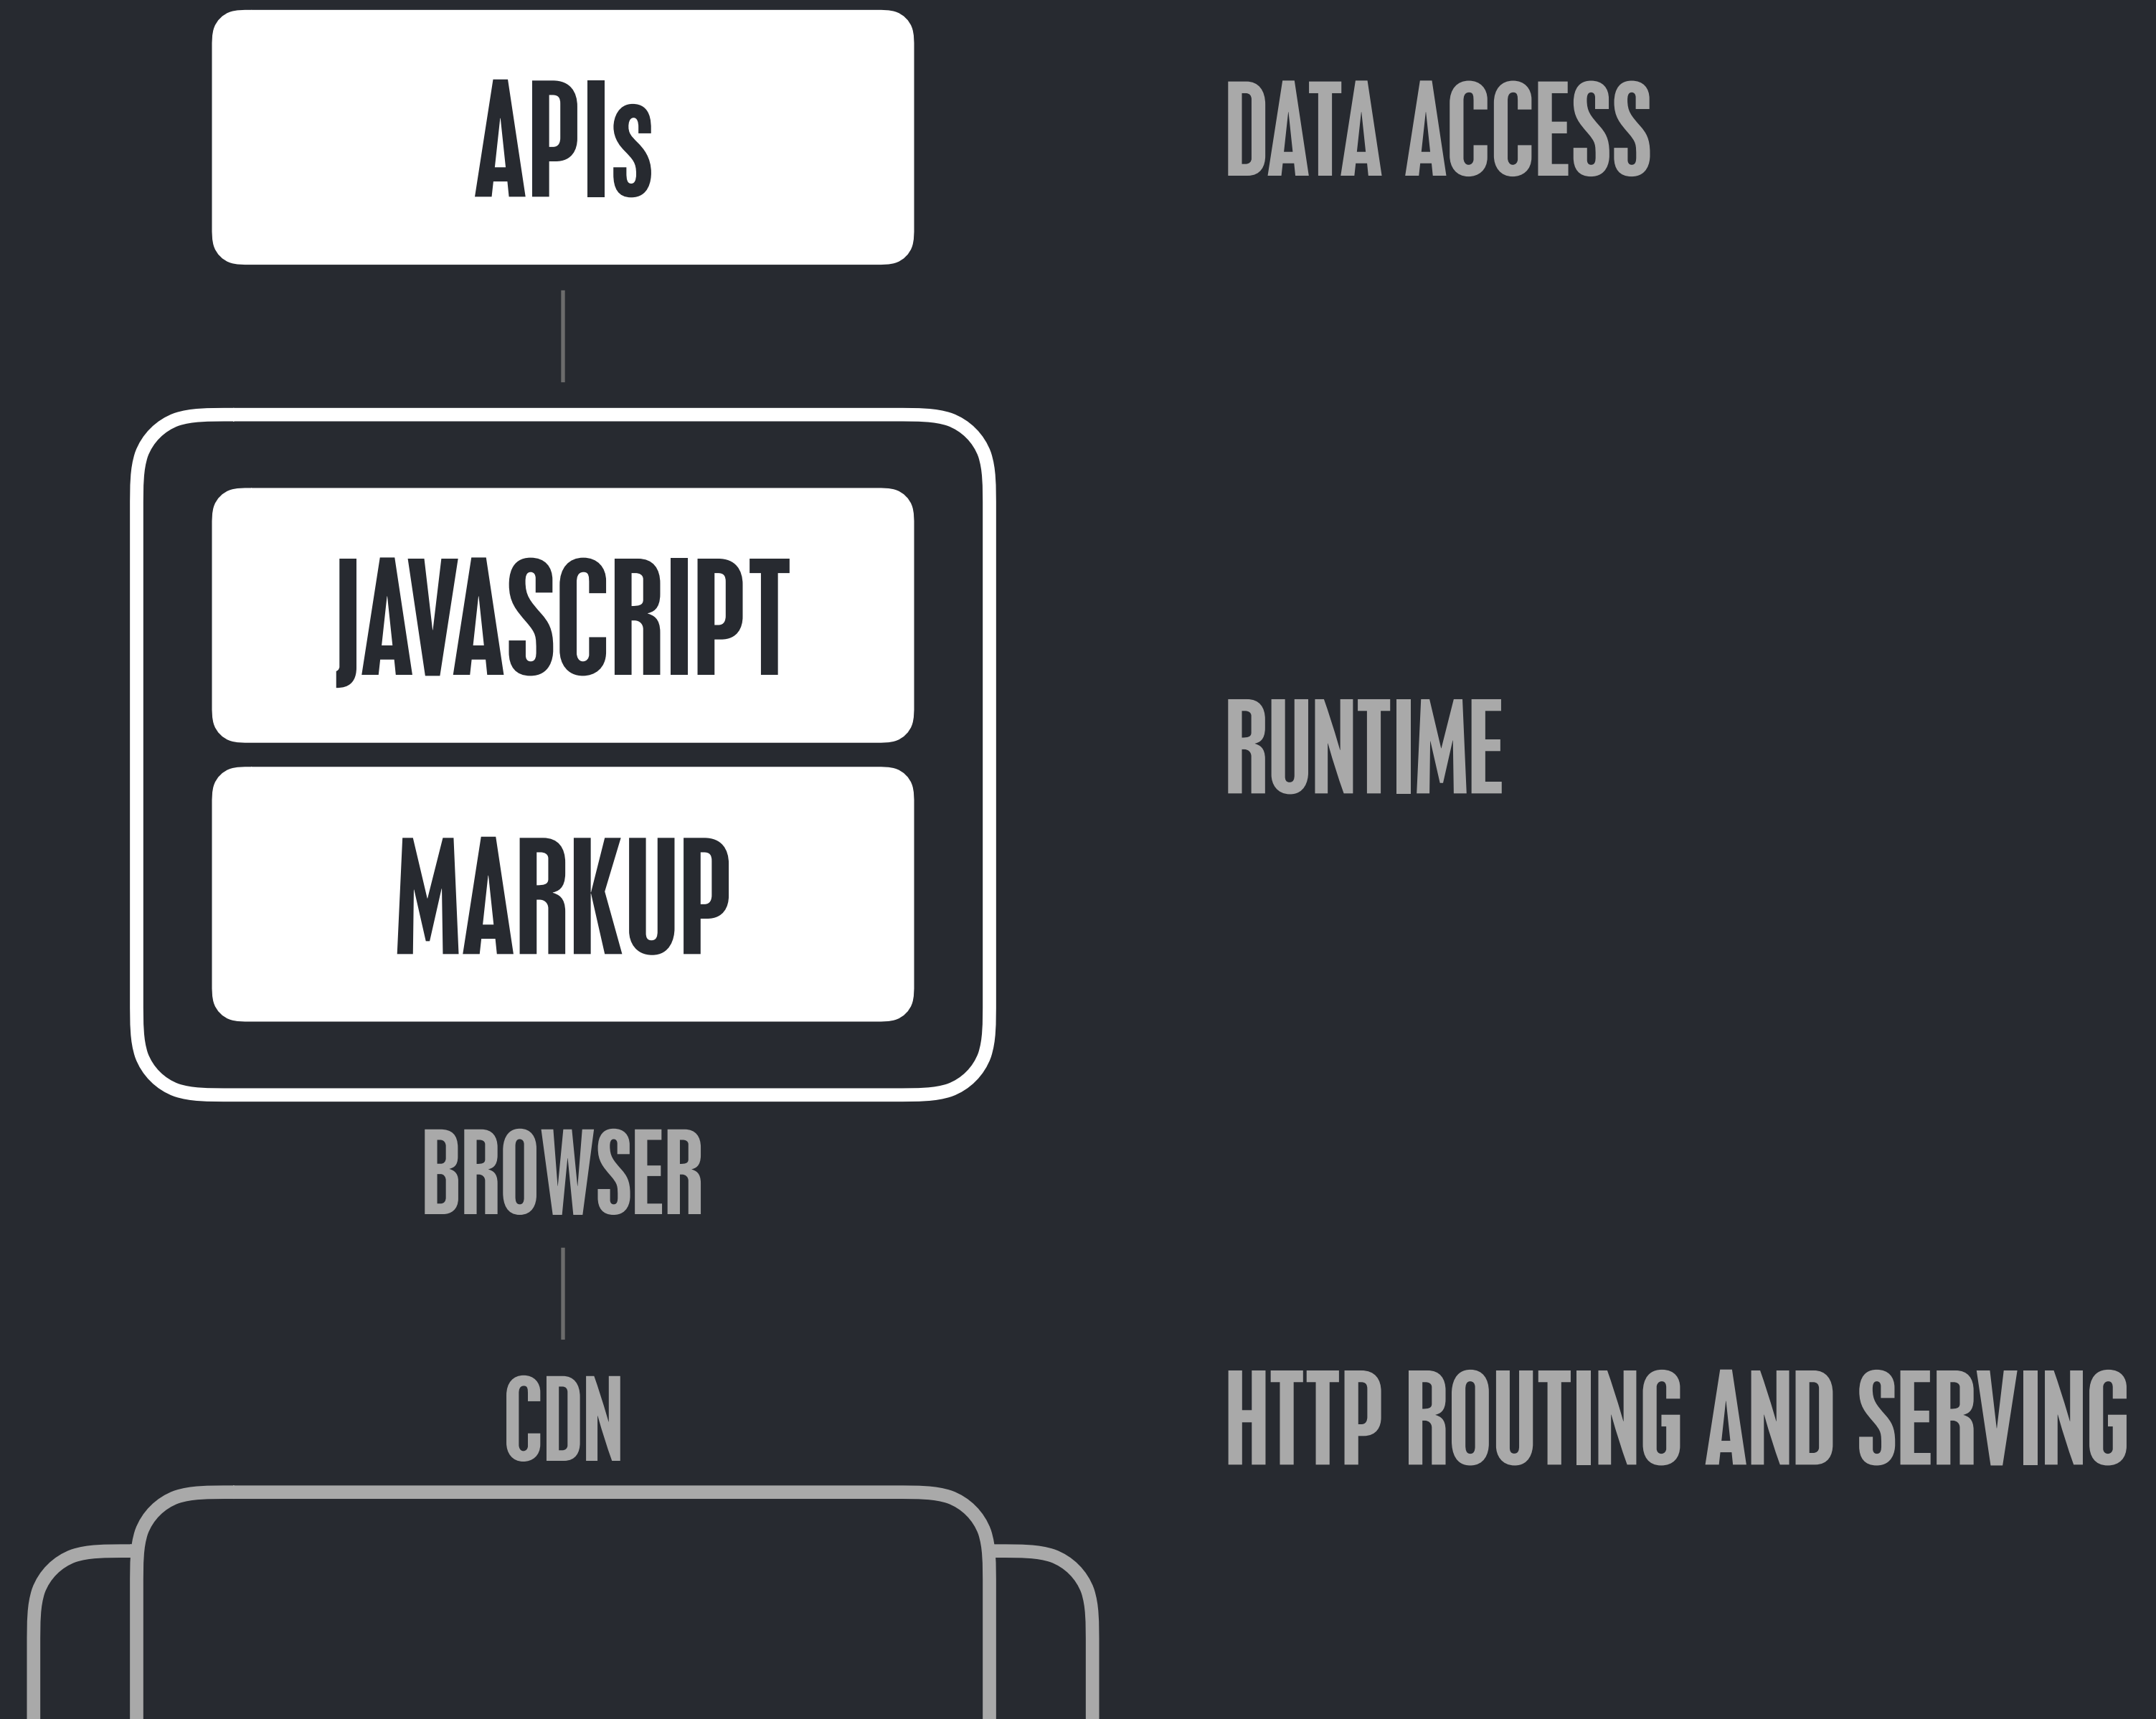 APIs
DATA ACCESS
JAVASCRIPT
RUNTIME
MARKUP
BROWSER
CDN
HTTP ROUTING AND SERVING